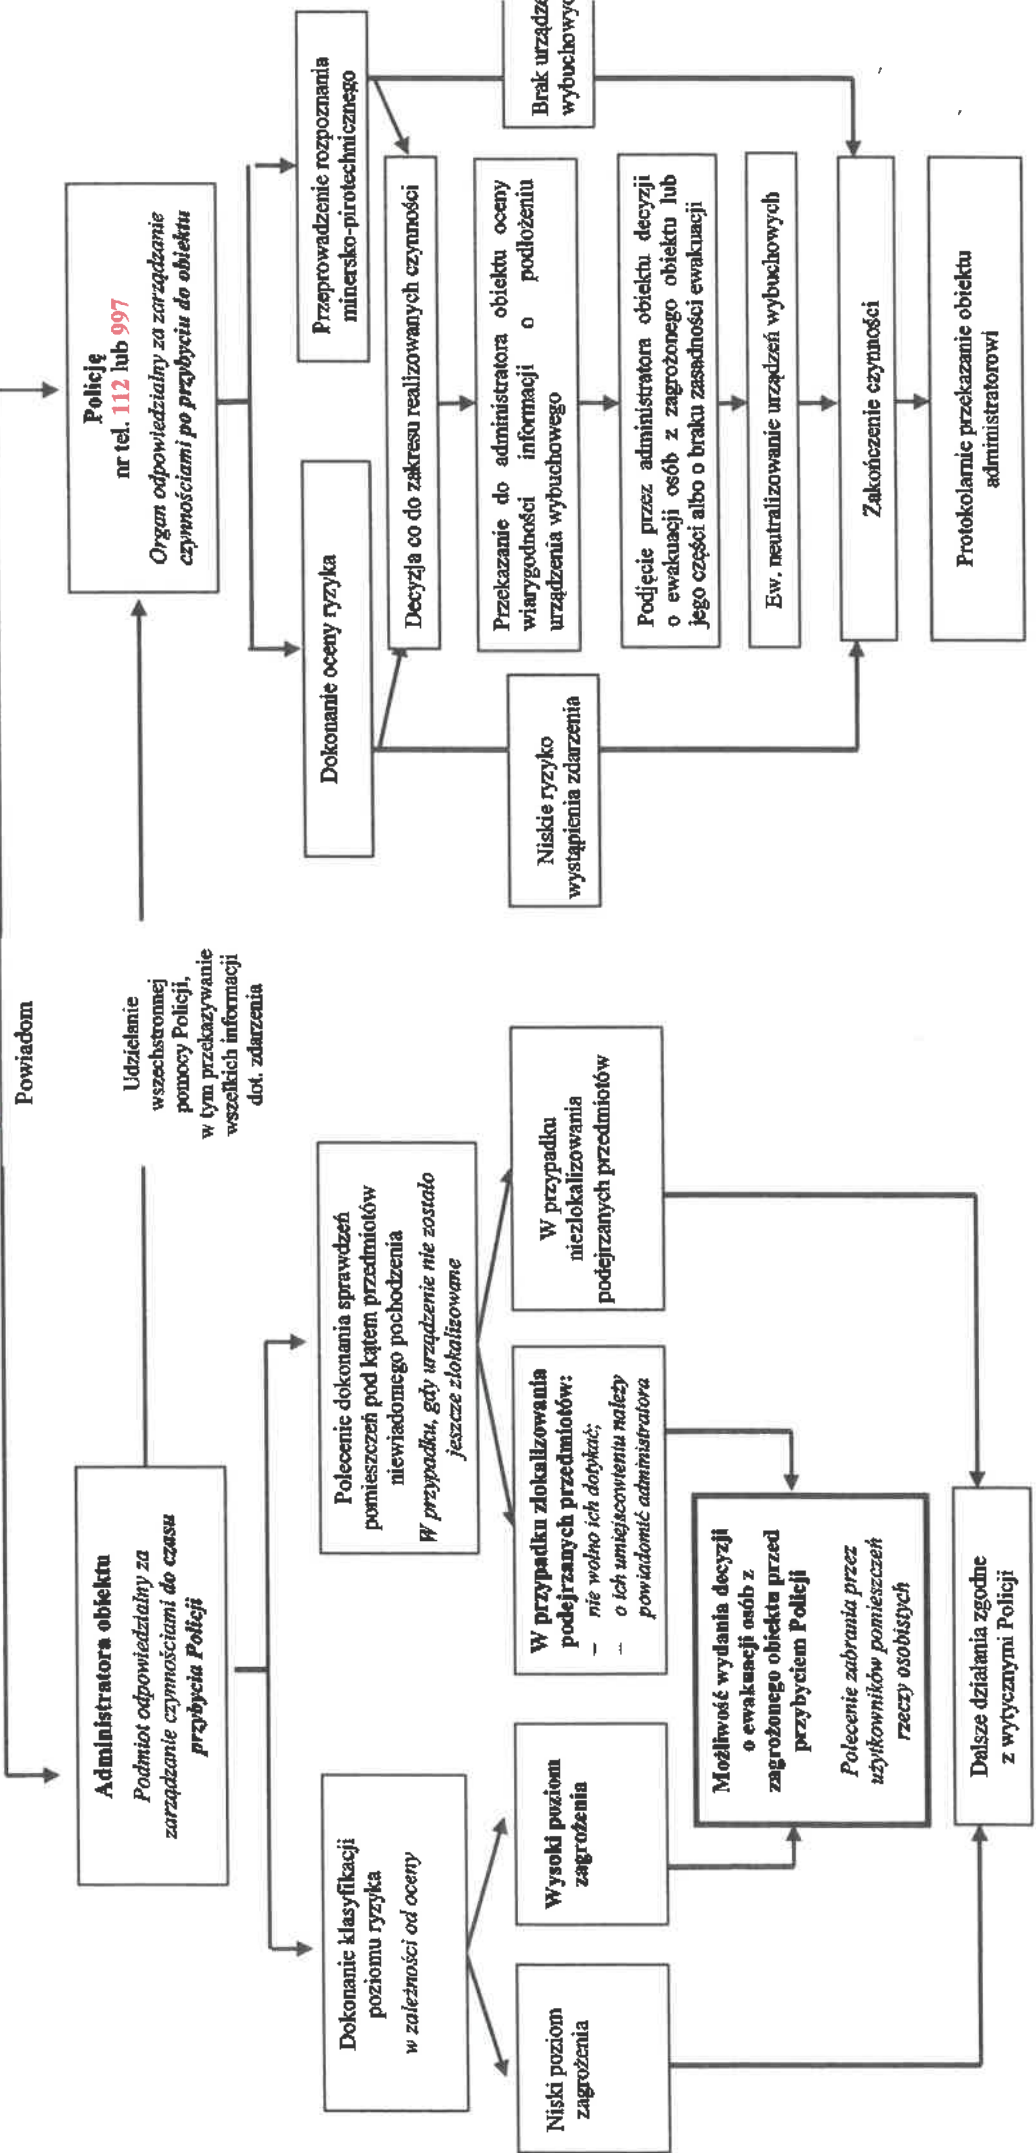 Powiadom
Administratora obiektu
Podmiot odpowiedzialny za
zarządzanie czynnościami do czasu
przybycia Policji
Udzielanie
wszechstronnej
pomocy Policji,
w tym przekazywanie
wszelkich informacji
dot. zdarzenia
Policję
nr tel. 112 lub 997
Organ odpowiedzialny za zarządzanie
czynnościami po przybyciu do obiektu
Dokonanie klasyfikacji
poziomu ryzyka
w zależności od oceny
Polecenie dokonania sprawdzeń
pomieszczeń pod kątem przedmiotów
niewiadomego pochodzenia
W przypadku, gdy urządzenie nie zostało
jeszcze zlokalizowane
Niski poziom
zagrożenia
Wysoki poziom
zagrożenia
W przypadku zlokalizowania
podejrzanych przedmiotów:
– nie wolno ich dotykać;
– o ich umiejscowieniu należy
powiadomić administratora
W przypadku
niezlokalizowania
podejrzanych przedmiotów
Możliwość wydania decyzji
o ewakuacji osób z
zagrożonego obiektu przed
przybyciem Policji
Polecenie zabrania przez
użytkowników pomieszczeń
rzeczy osobistych
Dalsze działania zgodne
z wytycznymi Policji
Dokonanie oceny ryzyka
Przeprowadzenie rozpoznania
minersko-pirotechnicznego
Decyzja co do zakresu realizowanych czynności
Niskie ryzyko
wystąpienia zdarzenia
Przekazanie do administratora obiektu oceny
wiarygodności informacji o podłożeniu
urządzenia wybuchowego
Brak
Podjęcie przez administratora obiektu decyzji
o ewakuacji osób z zagrożonego obiektu lub
jego części albo o braku zasadności ewakuacji
Ew. neutralizowanie urządzeń wybuchowych
Zakończenie czynności
Protokolarnie przekazanie obiektu
administratorowi